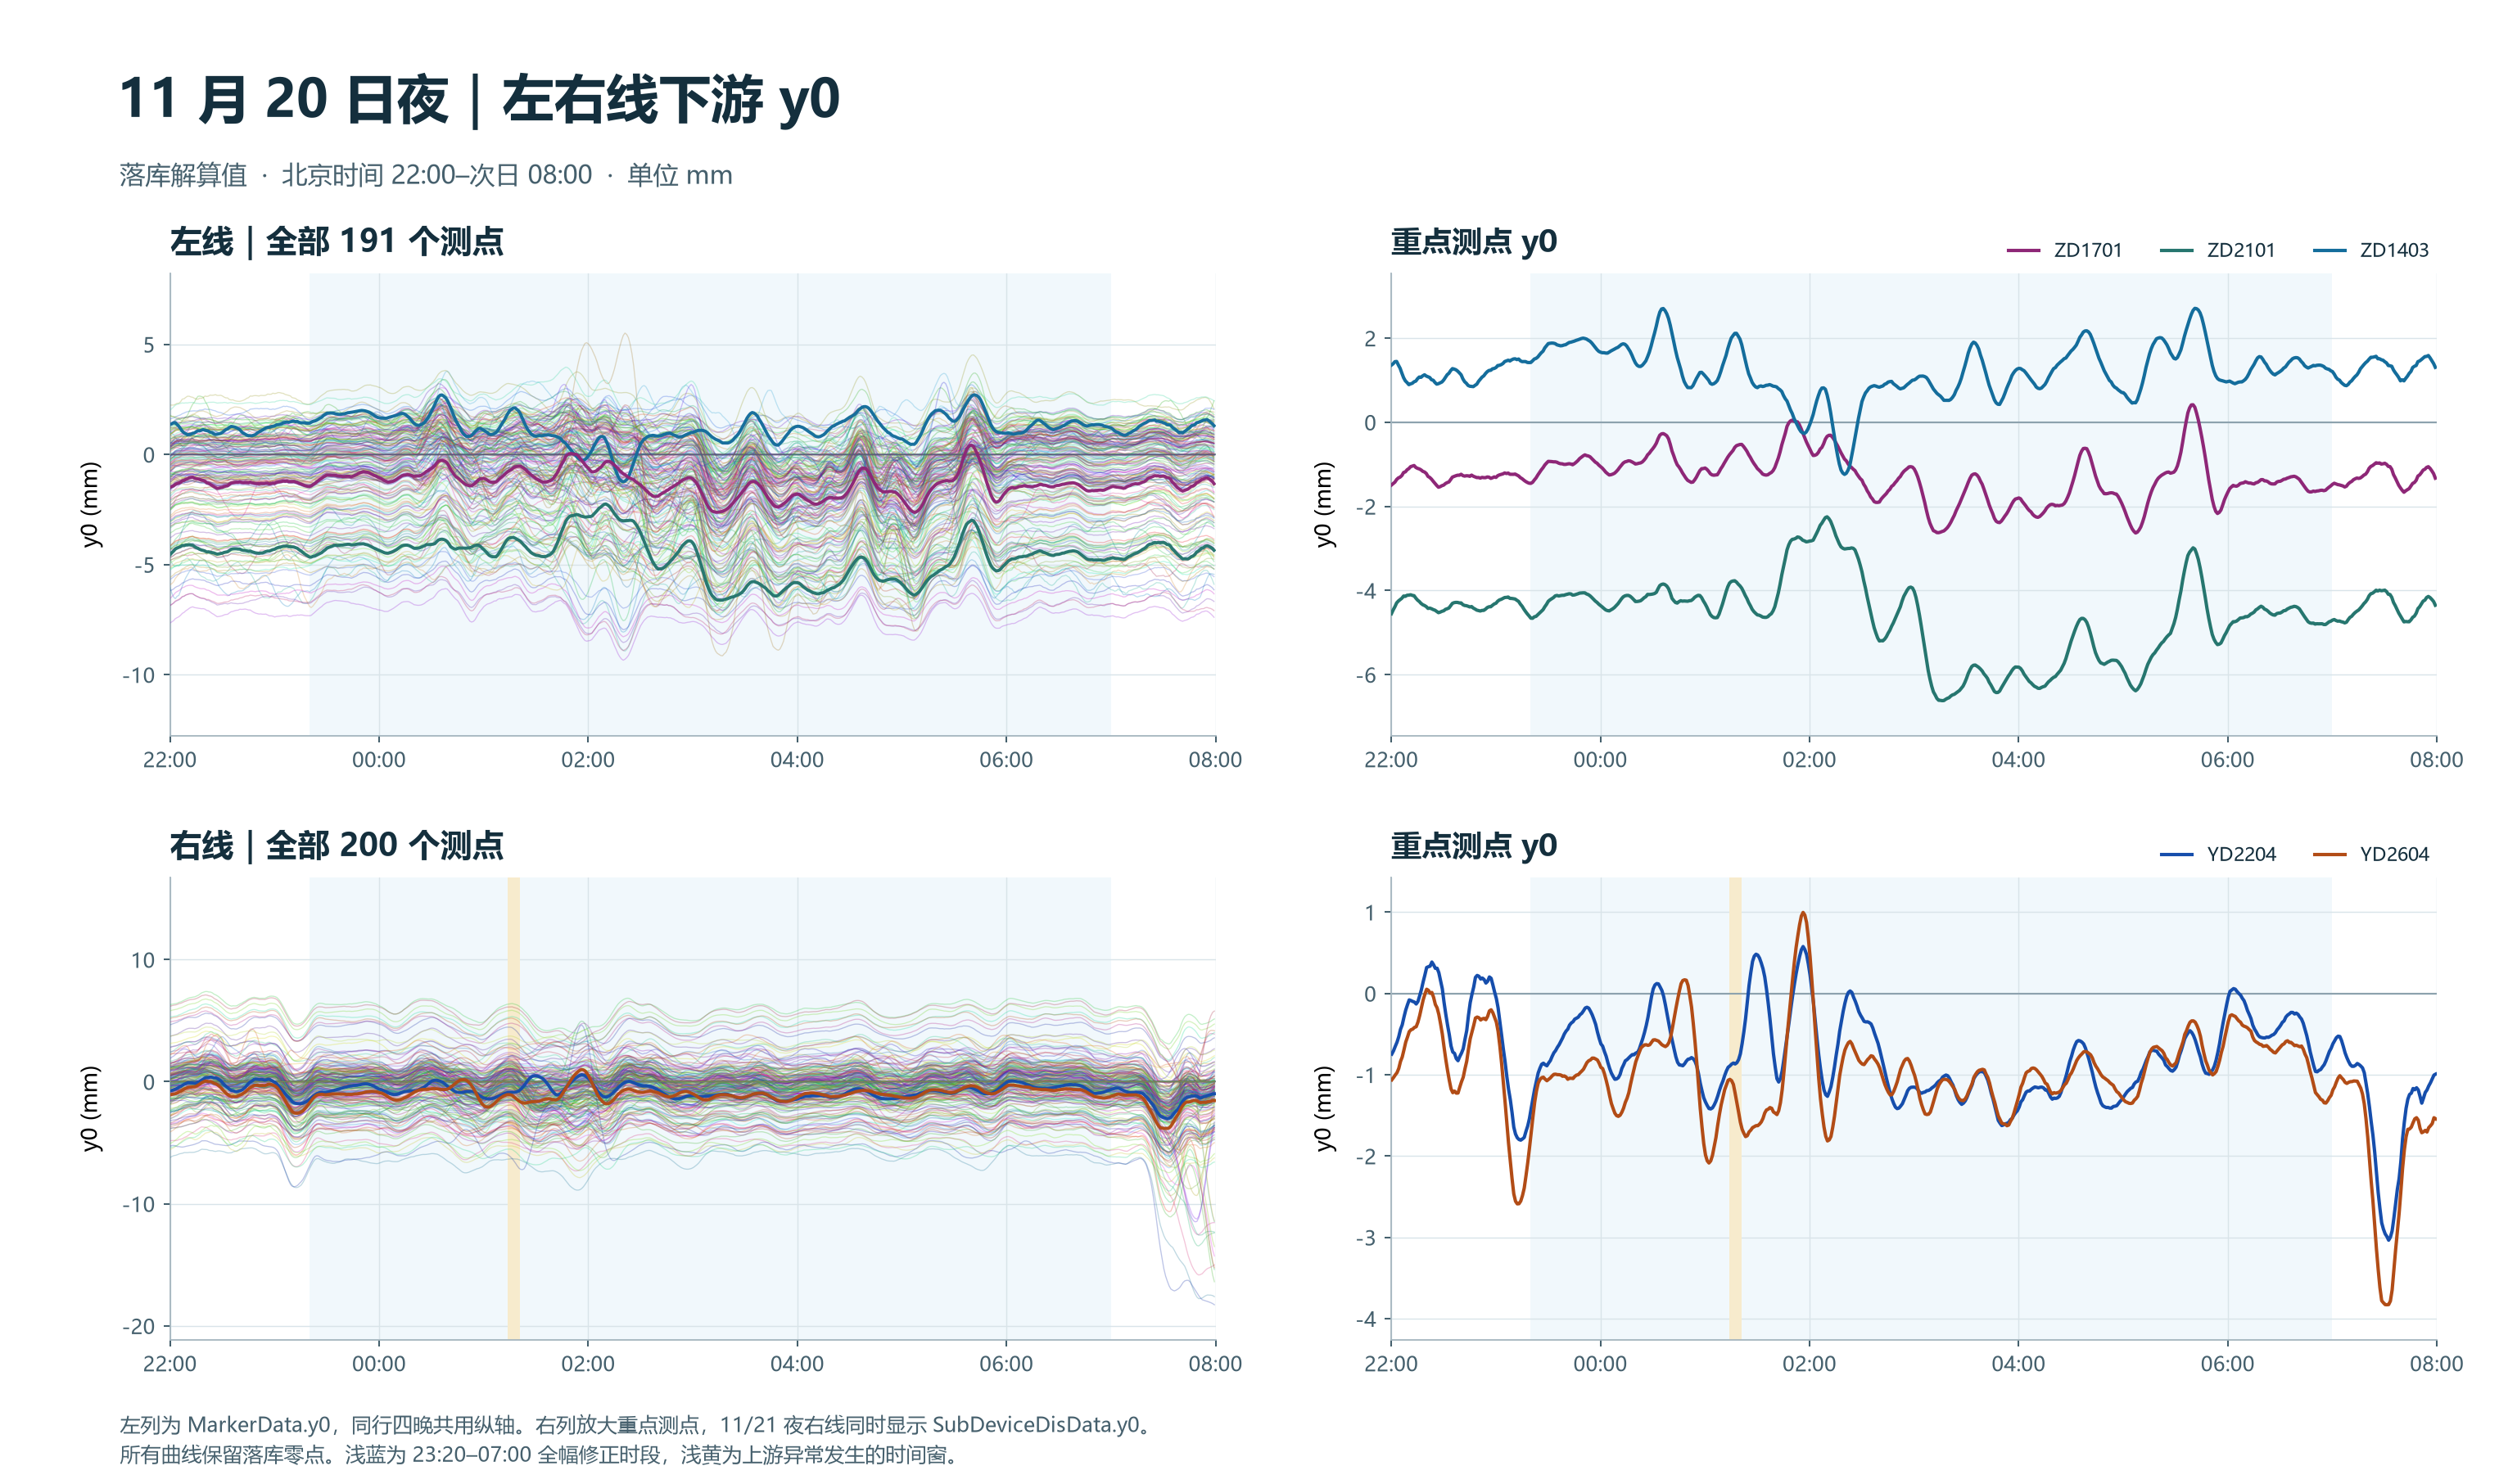 11 月 20 日夜｜左右线下游 y0
落库解算值 · 北京时间 22:00–次日 08:00 · 单位 mm
左线｜全部 191 个测点
y0 (mm)
5
0
-5
-10
22:00 00:00 02:00 04:00 06:00 08:00
重点测点 y0
ZD1701 ZD2101 ZD1403
y0 (mm)
2
0
-2
-4
-6
22:00 00:00 02:00 04:00 06:00 08:00
右线｜全部 200 个测点
y0 (mm)
10
0
-10
-20
22:00 00:00 02:00 04:00 06:00 08:00
重点测点 y0
YD2204 YD2604
y0 (mm)
1
0
-1
-2
-3
-4
22:00 00:00 02:00 04:00 06:00 08:00
左列为 MarkerData.y0，同行四晚共用纵轴。右列放大重点测点，11/21 夜右线同时显示 SubDeviceDisData.y0。
所有曲线保留落库零点。浅蓝为 23:20–07:00 全幅修正时段，浅黄为上游异常发生的时间窗。